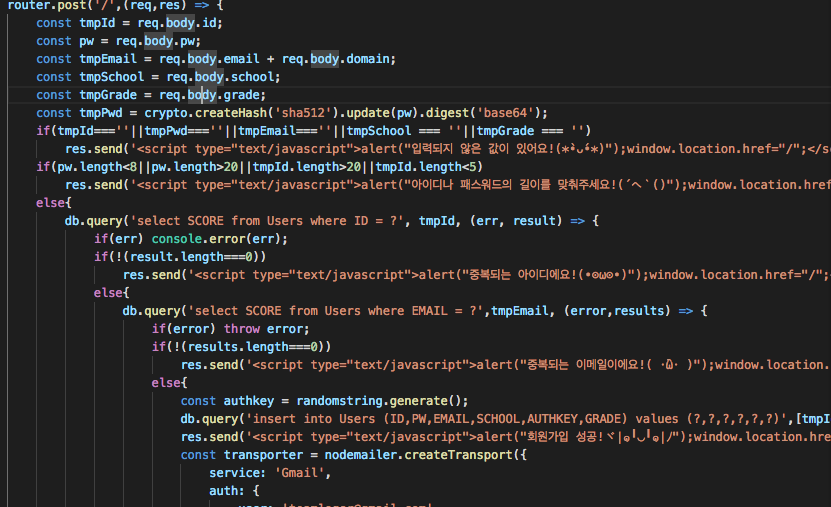 router.post('/',(req,res) => {
const tmpId = req.body.id;
const pw = req.body.pw;
const tmpEmail = req.body.email + req.body.domain;
const tmpSchool = req.body.school;
const tmpGrade = req.body.grade;
const tmpPwd = crypto.createHash('sha512').update(pw).digest('base64');
if(tmpId===''||tmpPwd===''||tmpEmail===''||tmpSchool === ''||tmpGrade === '')
res.send('<script type="text/javascript">alert("입력되지 않은 값이 있어요!(*•̀ᴗ•́*)");window.location.href="/";</sc
if(pw.length<8||pw.length>20||tmpId.length>20||tmpId.length<5)
res.send('<script type="text/javascript">alert("아이디나 패스워드의 길이를 맞춰주세요!(´へ`()");window.location.href
else{
db.query('select SCORE from Users where ID = ?', tmpId, (err, result) => {
if(err) console.error(err);
if(!(result.length===0))
res.send('<script type="text/javascript">alert("중복되는 아이디에요!(•⊙ω⊙•)");window.location.href="/";
else{
db.query('select SCORE from Users where EMAIL = ?',tmpEmail, (error,results) => {
if(error) throw error;
if(!(results.length===0))
res.send('<script type="text/javascript">alert("중복되는 이메일이에요!( );window.location.
else{
const authkey = randomstring.generate();
db.query('insert into Users (ID,PW,EMAIL,SCHOOL,AUTHKEY,GRADE) values (?,?,?,?,?,?)',[tmpI
res.send('<script type="text/javascript">alert("회원가입 성공!ヾ|๑╹◡╹๑|ﾉ");window.location.hre
const transporter = nodemailer.createTransport({
service: 'Gmail',
auth: {